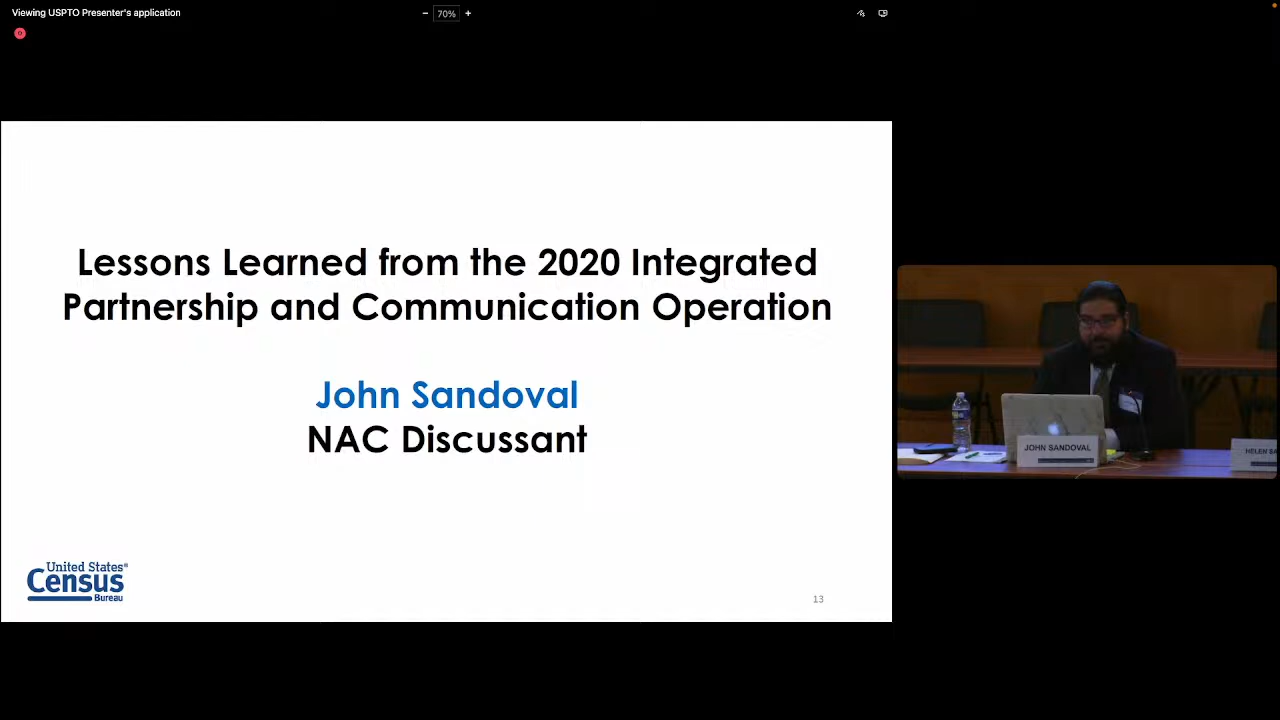 Viewing USPTO Presenter's application
− 70% +
Lessons Learned from the 2020 Integrated
Partnership and Communication Operation
John Sandoval
NAC Discussant
United States®
Census
Bureau
13
JOHN SANDOVAL
HELEN